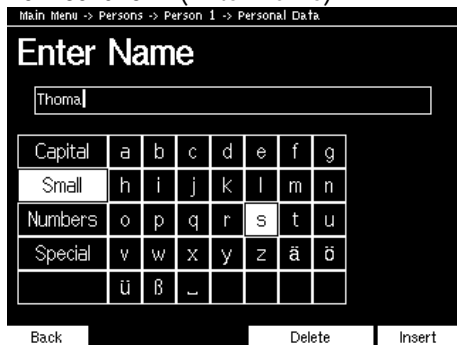 Main Menu -> Persons -> Person 1 -> Personal Data
Enter Name
Thoma
Capital a b c d e f g
Small h i j k l m n
Numbers o p q r s t u
Special v w x y z ä ö
ü ß _
Back Delete Insert